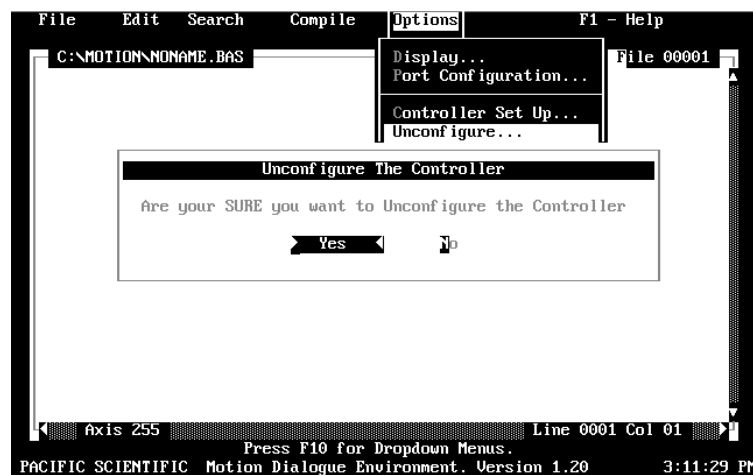 File Edit Search Compile Options F1 - Help
C:\MOTION\NONAME.BAS File 00001
Display...
Port Configuration...
Controller Set Up...
Unconfigure...
Unconfigure The Controller
Are your SURE you want to Unconfigure the Controller
Yes No
Axis 255 Line 0001 Col 01
Press F10 for Dropdown Menus.
PACIFIC SCIENTIFIC Motion Dialogue Environment. Version 1.20 3:11:29 PM